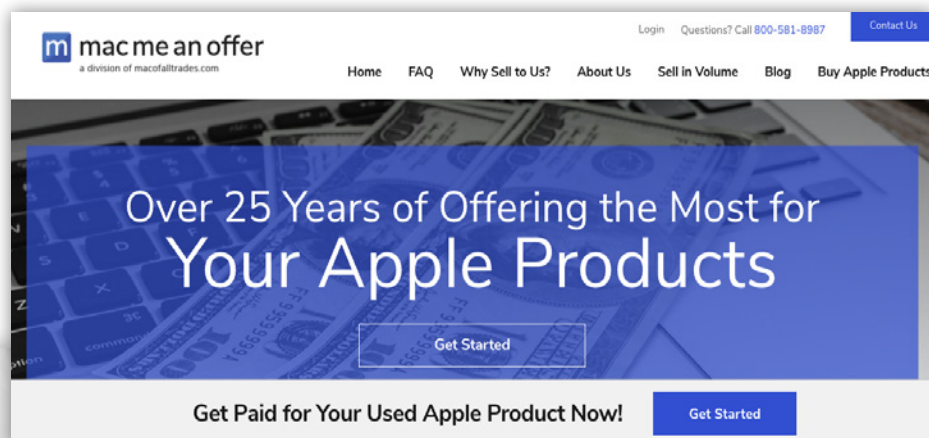 Login Questions? Call 800-581-8987 Contact Us
m mac me an offer
a division of macofalltrades.com
Home FAQ Why Sell to Us? About Us Sell in Volume Blog Buy Apple Products
Over 25 Years of Offering the Most for
Your Apple Products
Get Started
Get Paid for Your Used Apple Product Now! Get Started
option
command